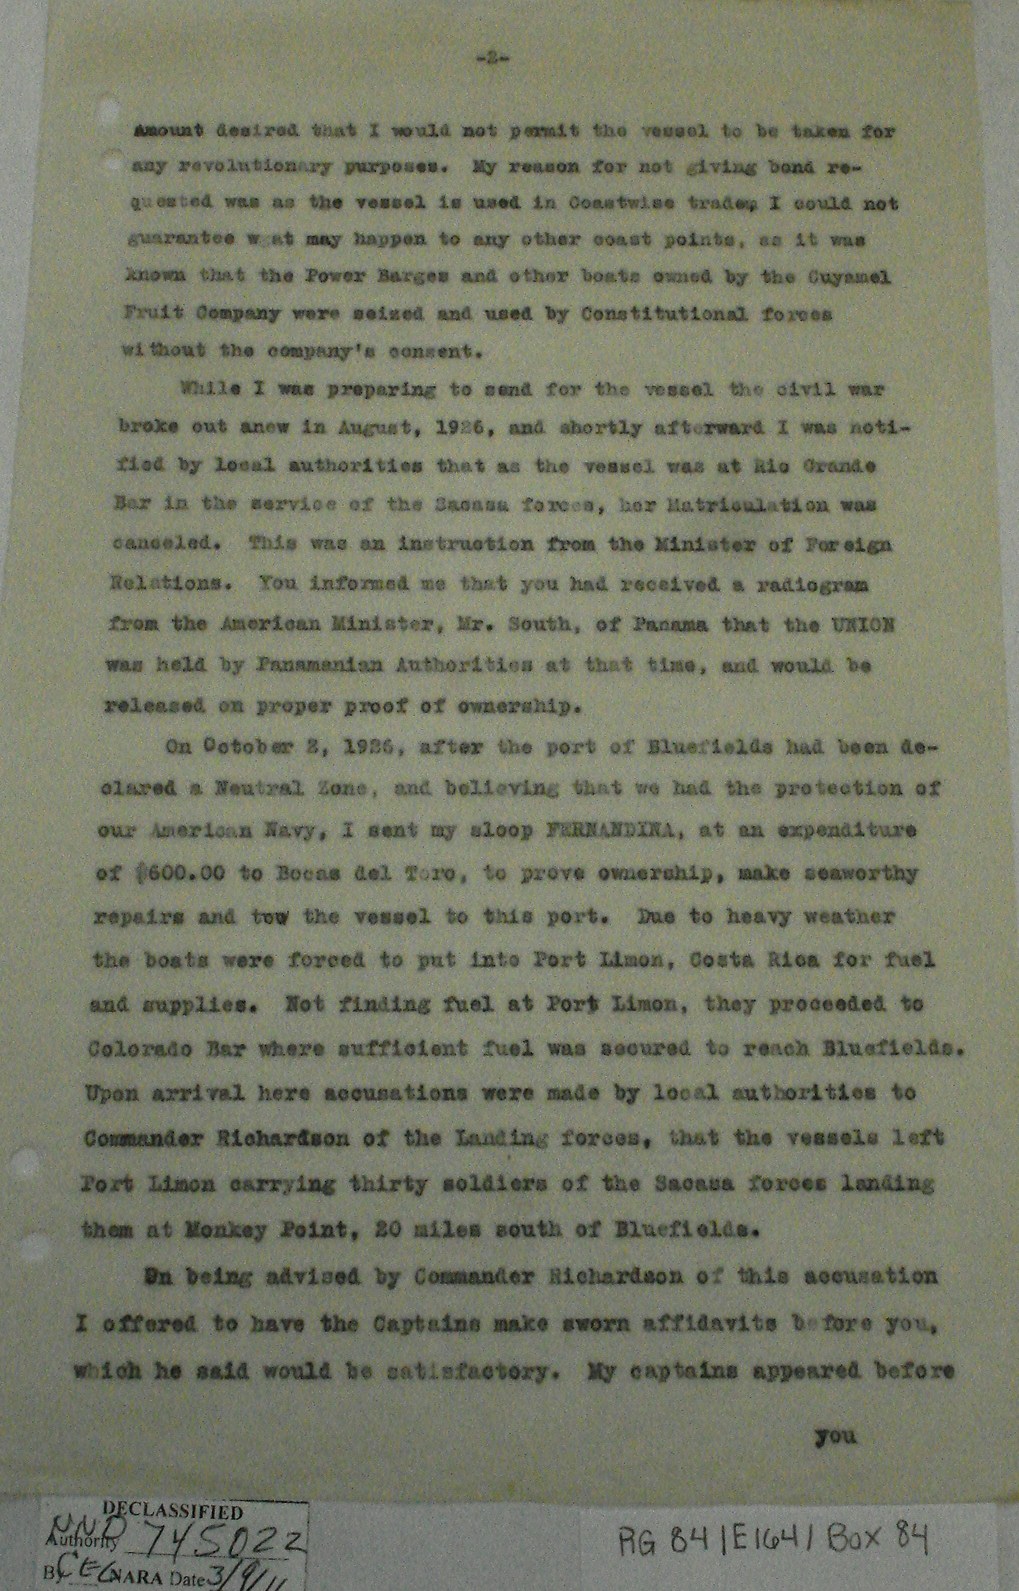 -2-
Amount desired that I would not permit the vessel to be taken for
any revolutionary purposes. My reason for not giving bond re-
quested was as the vessel is used in Coastwise trade, I could not
guarantee what may happen to any other coast points, as it was
known that the Power Barges and other boats owned by the Cuyamel
Fruit Company were seized and used by Constitutional forces
without the company's consent.
While I was preparing to send for the vessel the civil war
broke out anew in August, 1926, and shortly afterward I was noti-
fied by local authorities that as the vessel was at Rio Grande
Bar in the service of the Sacasa forces, her Matriculation was
canceled. This was an instruction from the Minister of Foreign
Relations. You informed me that you had received a radiogram
from the American Minister, Mr. South, of Panama that the UNION
was held by Panamanian Authorities at that time, and would be
released on proper proof of ownership.
On October 2, 1926, after the port of Bluefields had been de-
clared a Neutral Zone, and believing that we had the protection of
our American Navy, I sent my sloop FERNANDINA, at an expenditure
of $600.00 to Bocas del Toro, to prove ownership, make seaworthy
repairs and tow the vessel to this port. Due to heavy weather
the boats were forced to put into Port Limon, Costa Rica for fuel
and supplies. Not finding fuel at Port Limon, they proceeded to
Colorado Bar where sufficient fuel was secured to reach Bluefields.
Upon arrival here accusations were made by local authorities to
Commander Richardson of the Landing forces, that the vessels left
Port Limon carrying thirty soldiers of the Sacasa forces landing
them at Monkey Point, 20 miles south of Bluefields.
On being advised by Commander Richardson of this accusation
I offered to have the Captains make sworn affidavits before you,
which he said would be satisfactory. My captains appeared before
you
DECLASSIFIED
Authority NND 745022
By CEC NARA Date 3/9/11
RG 84 | E 164 | Box 84